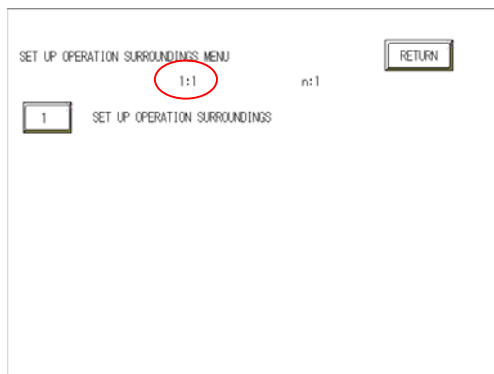 SET UP OPERATION SURROUNDINGS MENU
RETURN
1:1 n:1
1 SET UP OPERATION SURROUNDINGS